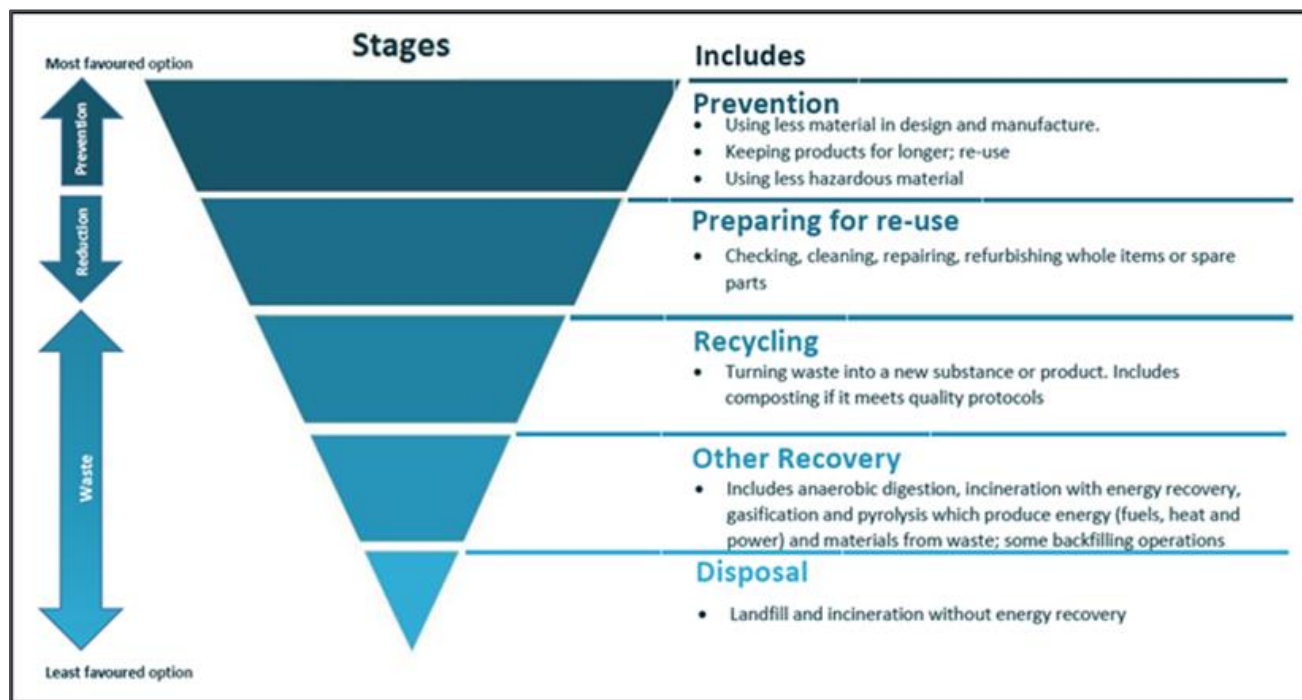 Stages
Includes
Most favoured option
Prevention
Reduction
Waste
Least favoured option
Prevention
• Using less material in design and manufacture.
• Keeping products for longer; re-use
• Using less hazardous material
Preparing for re-use
• Checking, cleaning, repairing, refurbishing whole items or spare
parts
Recycling
• Turning waste into a new substance or product. Includes
composting if it meets quality protocols
Other Recovery
• Includes anaerobic digestion, incineration with energy recovery,
gasification and pyrolysis which produce energy (fuels, heat and
power) and materials from waste; some backfilling operations
Disposal
• Landfill and incineration without energy recovery